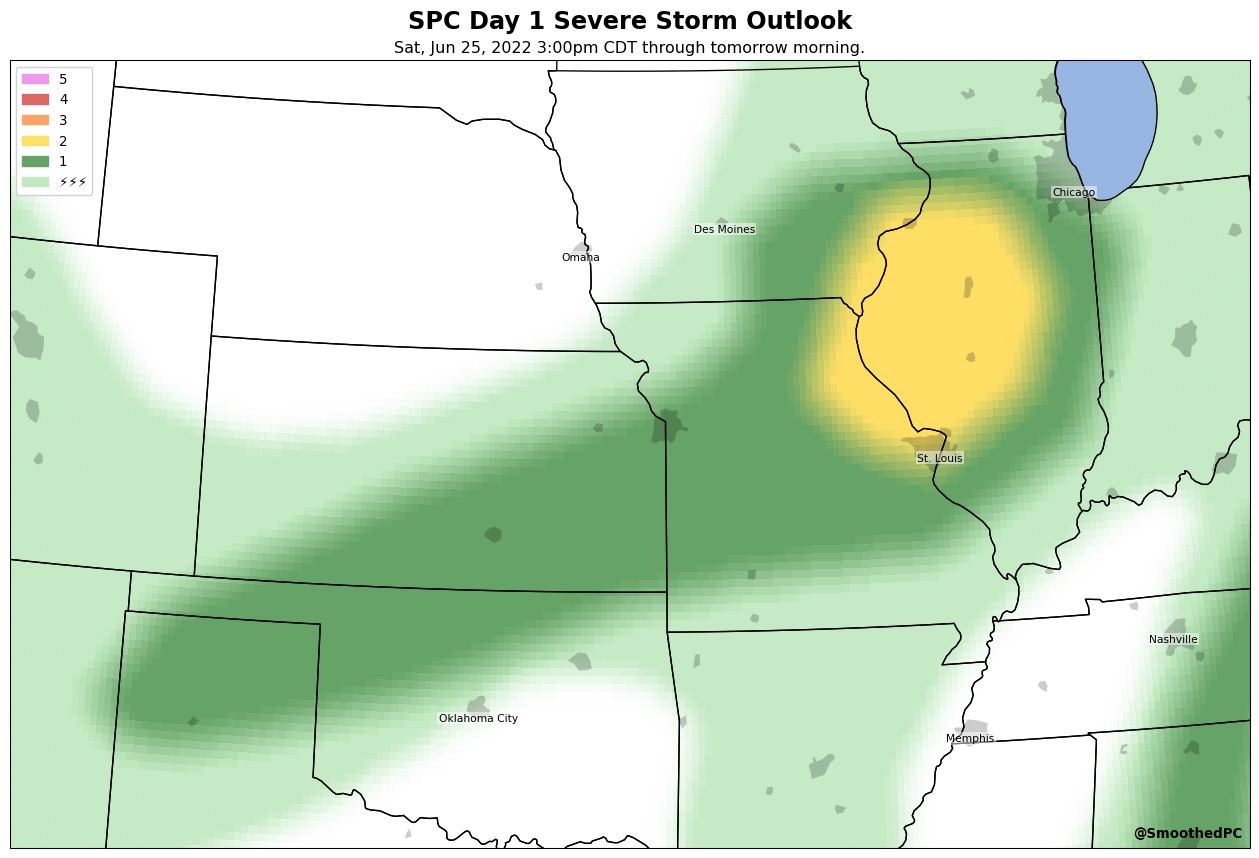 SPC Day 1 Severe Storm Outlook
Sat, Jun 25, 2022 3:00pm CDT through tomorrow morning.
5
4
3
2
1
⚡⚡⚡
Chicago
Des Moines
Omaha
St. Louis
Nashville
Oklahoma City
Memphis
@SmoothedPC